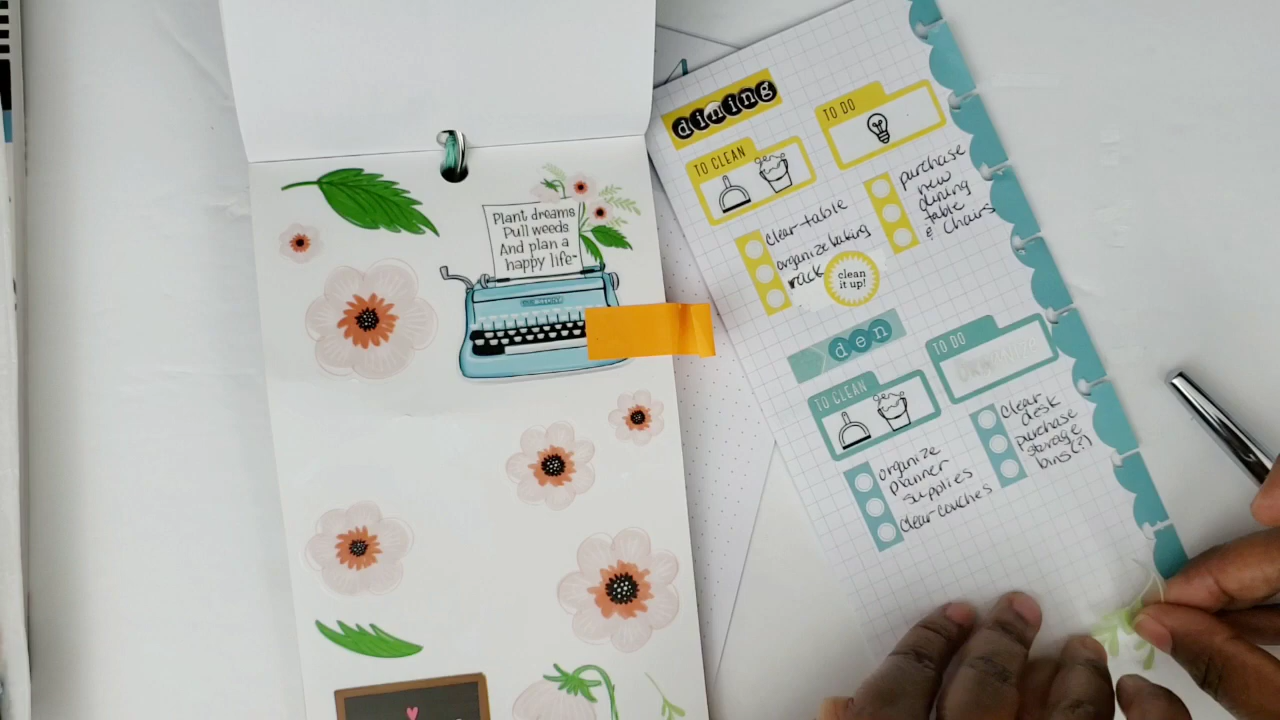 Plant dreams
Pull weeds
And plan a
happy life™
dining
TO CLEAN
clear table
organize baking
rack
clean
it up!
TO DO
purchase
new
dining
table
& chairs
den
TO CLEAN
organize
planner
supplies
clear couches
TO DO
clear
desk
purchase
storage
bins(?)